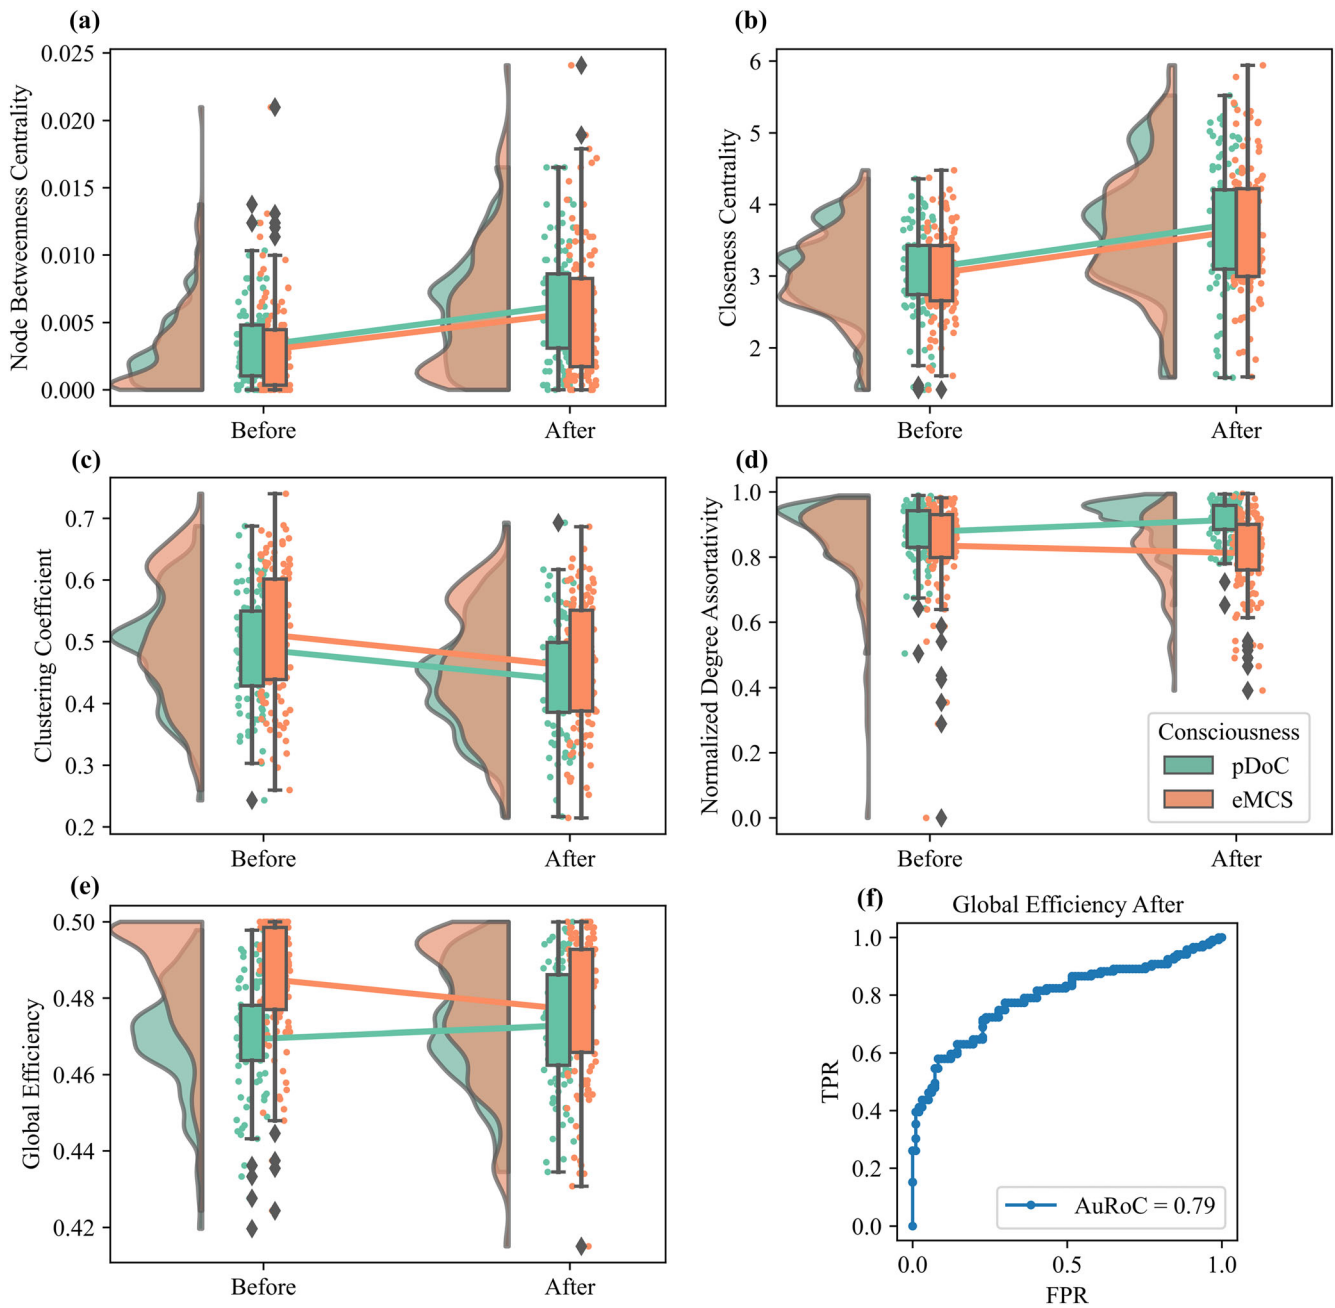 (a)
Node Betweenness Centrality
0.025
0.020
0.015
0.010
0.005
0.000
Before
After
(b)
Closeness Centrality
6
5
4
3
2
Before
After
(c)
Clustering Coefficient
0.7
0.6
0.5
0.4
0.3
0.2
Before
After
(d)
Normalized Degree Assortativity
1.0
0.8
0.6
0.4
0.2
0.0
Before
After
Consciousness
pDoC
eMCS
(e)
Global Efficiency
0.50
0.48
0.46
0.44
0.42
Before
After
(f)
Global Efficiency After
TPR
1.0
0.8
0.6
0.4
0.2
0.0
AuRoC = 0.79
0.0
0.5
1.0
FPR